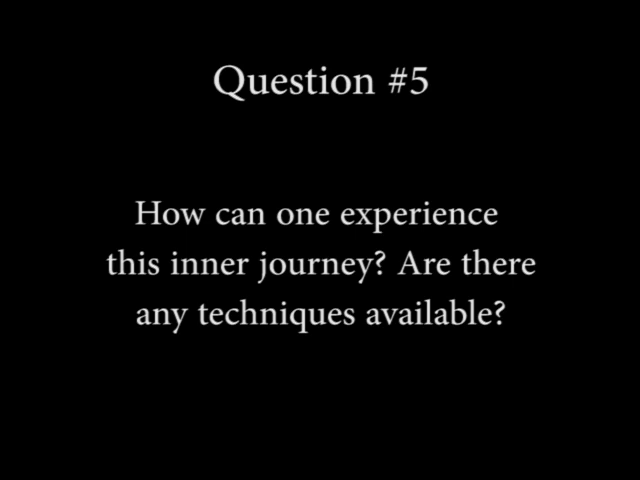 Question #5
How can one experience
this inner journey? Are there
any techniques available?